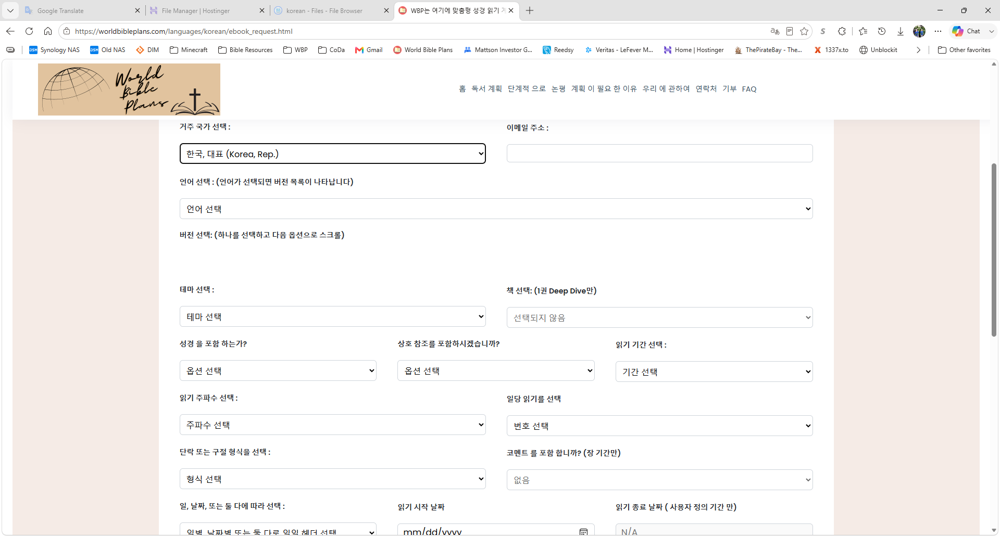 Google Translate
File Manager | Hostinger
korean - Files - File Browser
WBP는 여기에 맞춤형 성경 읽기
https://worldbibleplans.com/languages/korean/ebook_request.html
Chat
Synology NAS
Old NAS
DIM
Minecraft
Bible Resources
WBP
CoDa
Gmail
World Bible Plans
Mattson Investor G...
Reedsy
Veritas - LeFever M...
Home | Hostinger
ThePirateBay - The...
1337x.to
Unblockit
Other favorites
World
Bible
Plans
홈 독서 계획 단계적 으로 논평 계획 이 필요 한 이유 우리 에 관하여 연락처 기부 FAQ
거주 국가 선택 :
이메일 주소 :
한국, 대표 (Korea, Rep.)
언어 선택 : (언어가 선택되면 버전 목록이 나타납니다)
언어 선택
버전 선택: (하나를 선택하고 다음 옵션으로 스크롤)
테마 선택 :
책 선택: (1권 Deep Dive만)
테마 선택
선택되지 않음
성경 을 포함 하는가?
상호 참조를 포함하시겠습니까?
읽기 기간 선택 :
옵션 선택
옵션 선택
기간 선택
읽기 주파수 선택 :
일당 읽기를 선택
주파수 선택
번호 선택
단락 또는 구절 형식을 선택 :
코멘트 를 포함 합니까? (장 기간만)
형식 선택
없음
일, 날짜, 또는 둘 다에 따라 선택 :
읽기 시작 날짜
읽기 종료 날짜 ( 사용자 정의 기간 만)
일별, 날짜별 또는 둘 다로 일일 헤더 선택
mm/dd/yyyy
N/A